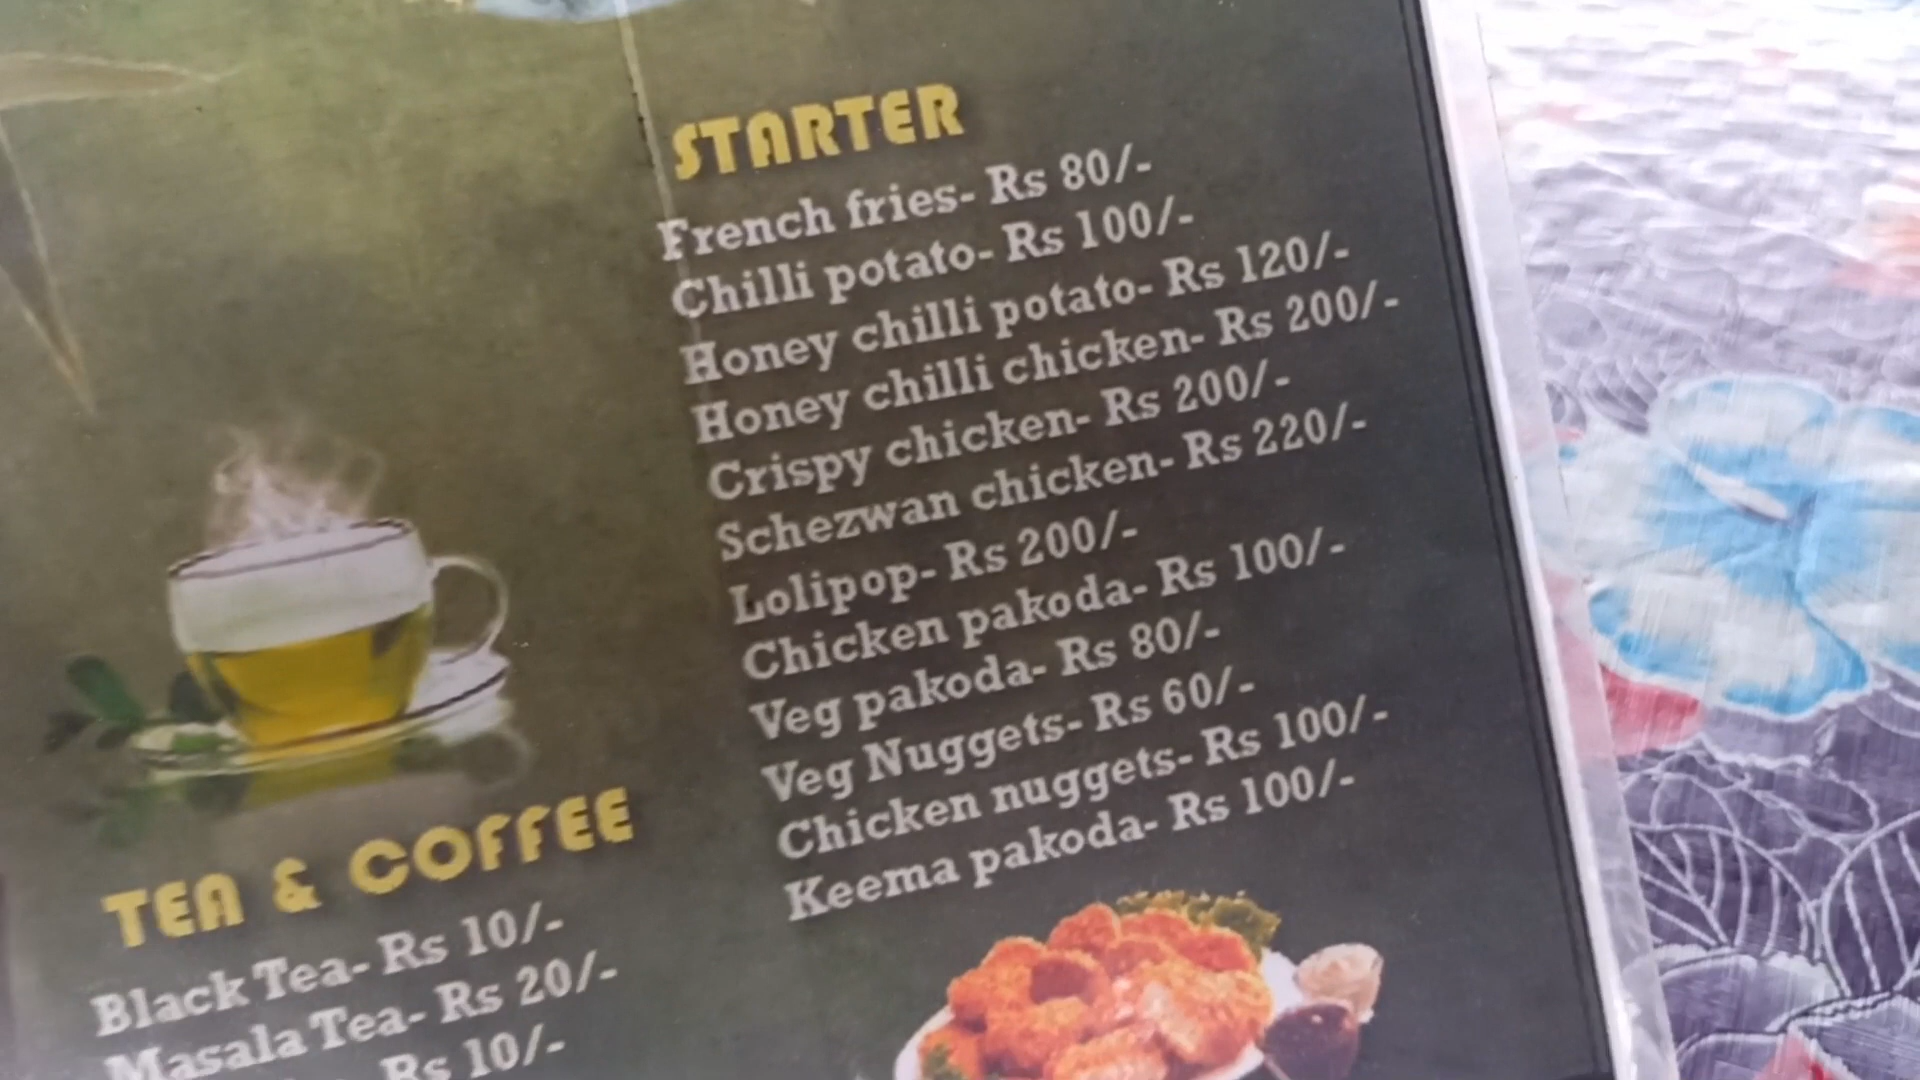 STARTER
French fries- Rs 80/-
Chilli potato- Rs 100/-
Honey chilli potato- Rs 120/-
Honey chilli chicken- Rs 200/-
Crispy chicken- Rs 200/-
Schezwan chicken- Rs 220/-
Lolipop- Rs 200/-
Chicken pakoda- Rs 100/-
Veg pakoda- Rs 80/-
Veg Nuggets- Rs 60/-
Chicken nuggets- Rs 100/-
Keema pakoda- Rs 100/-
TEA & COFFEE
Black Tea- Rs 10/-
Masala Tea- Rs 20/-
Rs 10/-